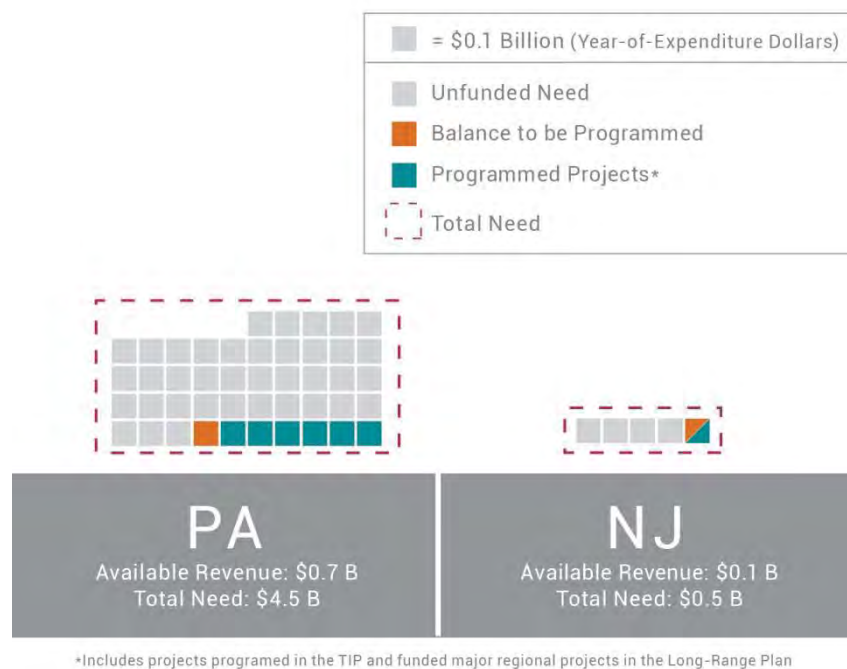 = $0.1 Billion (Year-of-Expenditure Dollars)
Unfunded Need
Balance to be Programmed
Programmed Projects*
Total Need
PA
Available Revenue: $0.7 B
Total Need: $4.5 B
NJ
Available Revenue: $0.1 B
Total Need: $0.5 B
*Includes projects programed in the TIP and funded major regional projects in the Long-Range Plan